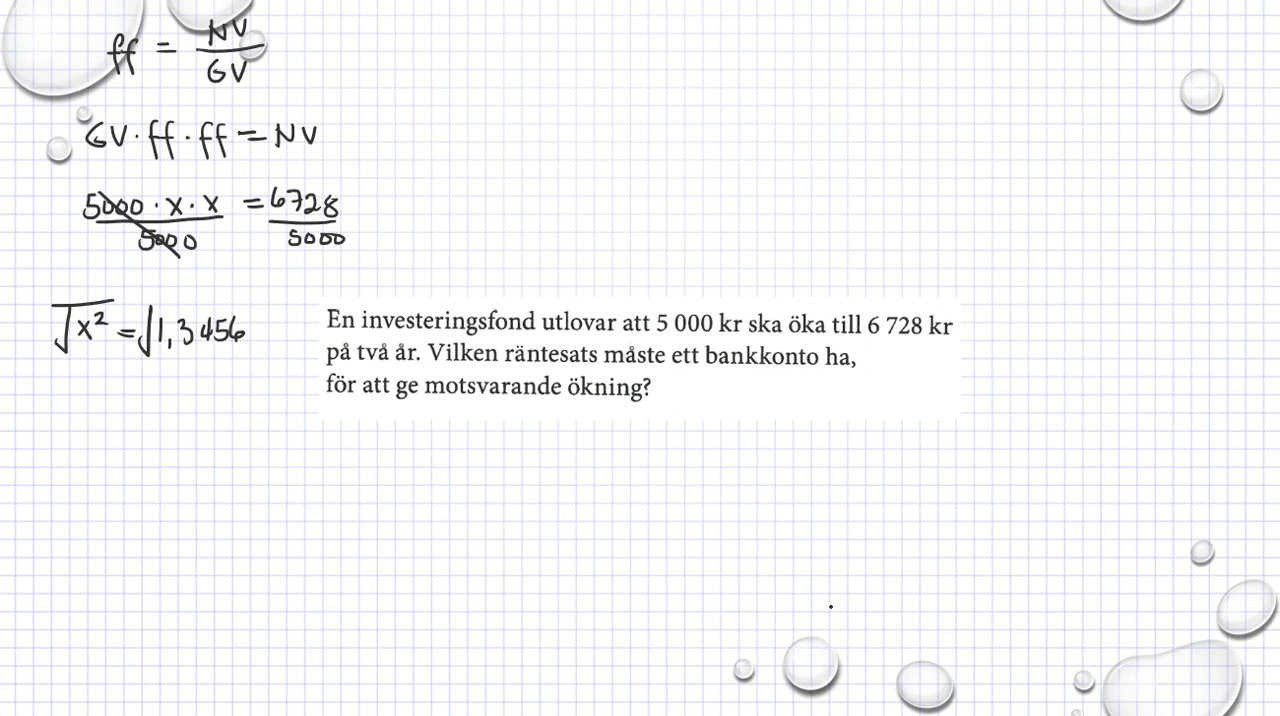 ff = NV / GV
GV · ff · ff = NV
5000 · x · x / 5000 = 6728 / 5000
√x² = √1,3456
En investeringsfond utlovar att 5 000 kr ska öka till 6 728 kr
på två år. Vilken räntesats måste ett bankkonto ha,
för att ge motsvarande ökning?